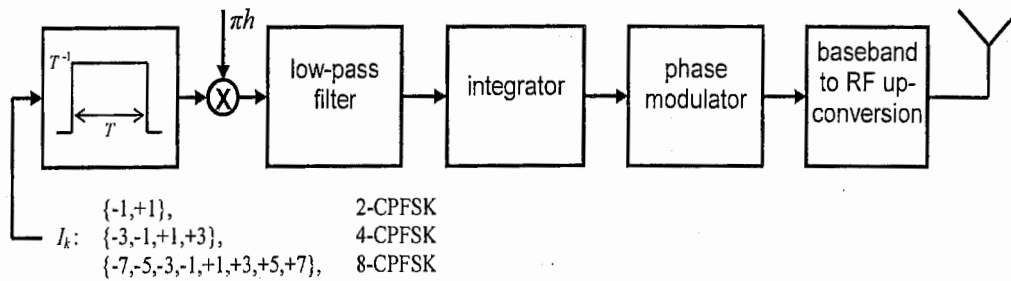 πh
T⁻¹
T
X
low-pass
filter
integrator
phase
modulator
baseband
to RF up-
conversion
{-1,+1}, 2-CPFSK
I_k: {-3,-1,+1,+3}, 4-CPFSK
{-7,-5,-3,-1,+1,+3,+5,+7}, 8-CPFSK